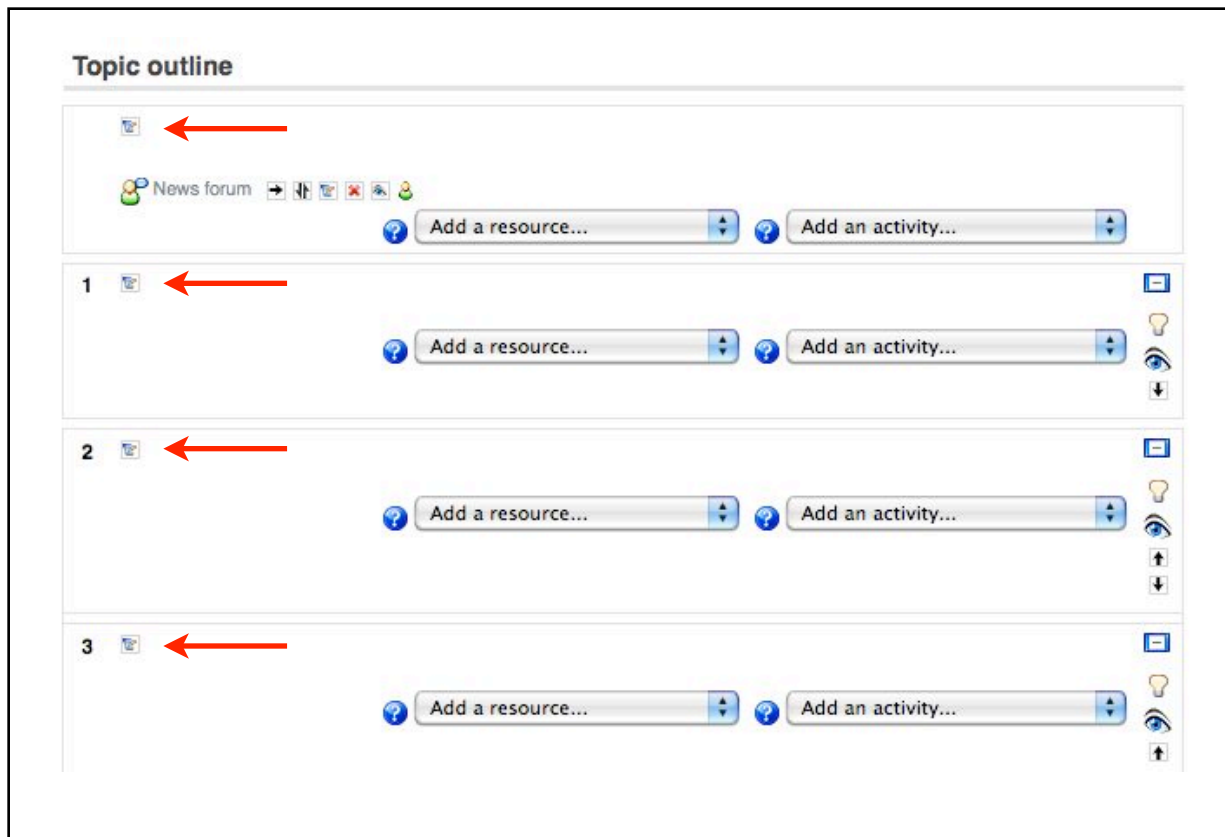 Topic outline
News forum
Add a resource... Add an activity...
1
Add a resource... Add an activity...
2
Add a resource... Add an activity...
3
Add a resource... Add an activity...